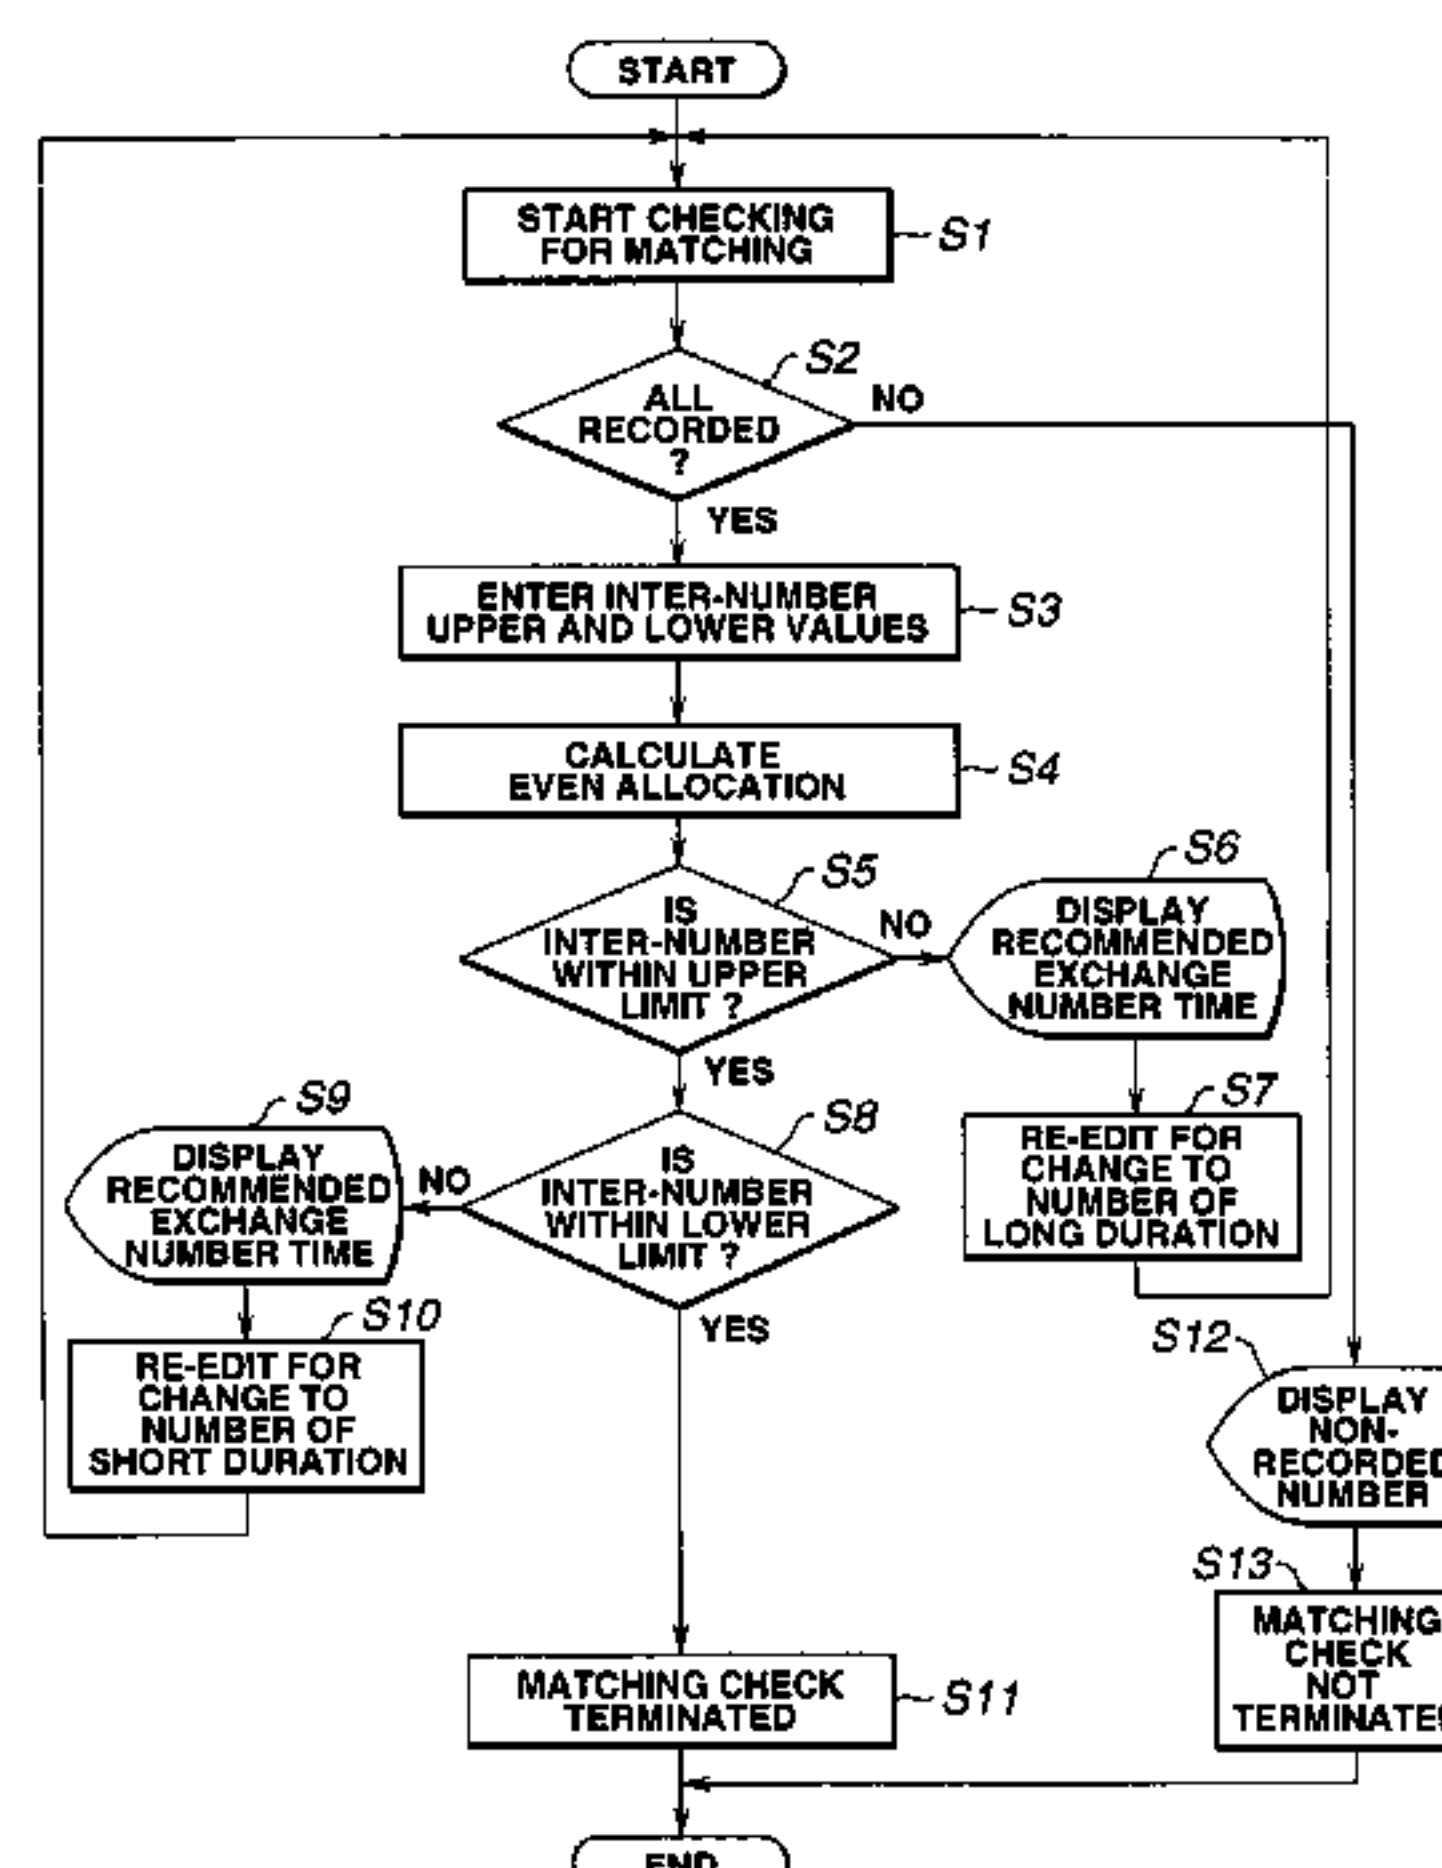 START
START CHECKING
FOR MATCHING
S1
S2
ALL
RECORDED
?
NO
YES
ENTER INTER-NUMBER
UPPER AND LOWER VALUES
S3
CALCULATE
EVEN ALLOCATION
S4
S5
IS
INTER-NUMBER
WITHIN UPPER
LIMIT ?
NO
YES
S6
DISPLAY
RECOMMENDED
EXCHANGE
NUMBER TIME
S7
RE-EDIT FOR
CHANGE TO
NUMBER OF
LONG DURATION
S8
IS
INTER-NUMBER
WITHIN LOWER
LIMIT ?
NO
YES
S9
DISPLAY
RECOMMENDED
EXCHANGE
NUMBER TIME
S10
RE-EDIT FOR
CHANGE TO
NUMBER OF
SHORT DURATION
S12
DISPLAY
NON-
RECORDED
NUMBER
S13
MATCHING
CHECK
NOT
TERMINATED
MATCHING CHECK
TERMINATED
S11
END